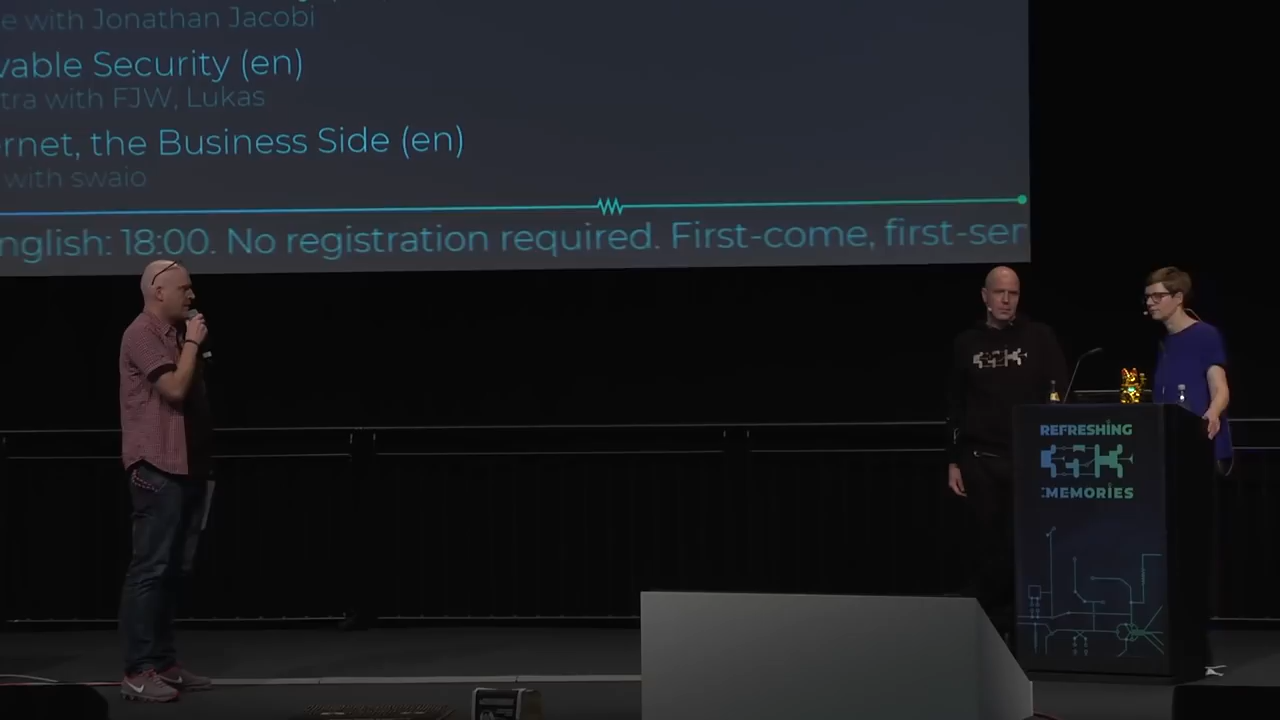 e with Jonathan Jacobi
vable Security (en)
tra with FJW, Lukas
rnet, the Business Side (en)
with swaio
nglish: 18:00. No registration required. First-come, first-ser
REFRESHING
MEMORIES